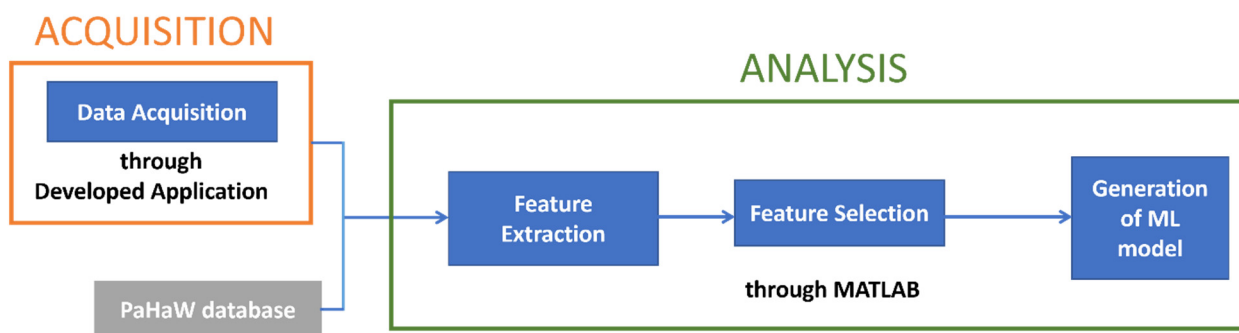 ACQUISITION
Data Acquisition
through
Developed Application
PaHaW database
ANALYSIS
Feature
Extraction
Feature Selection
through MATLAB
Generation
of ML
model